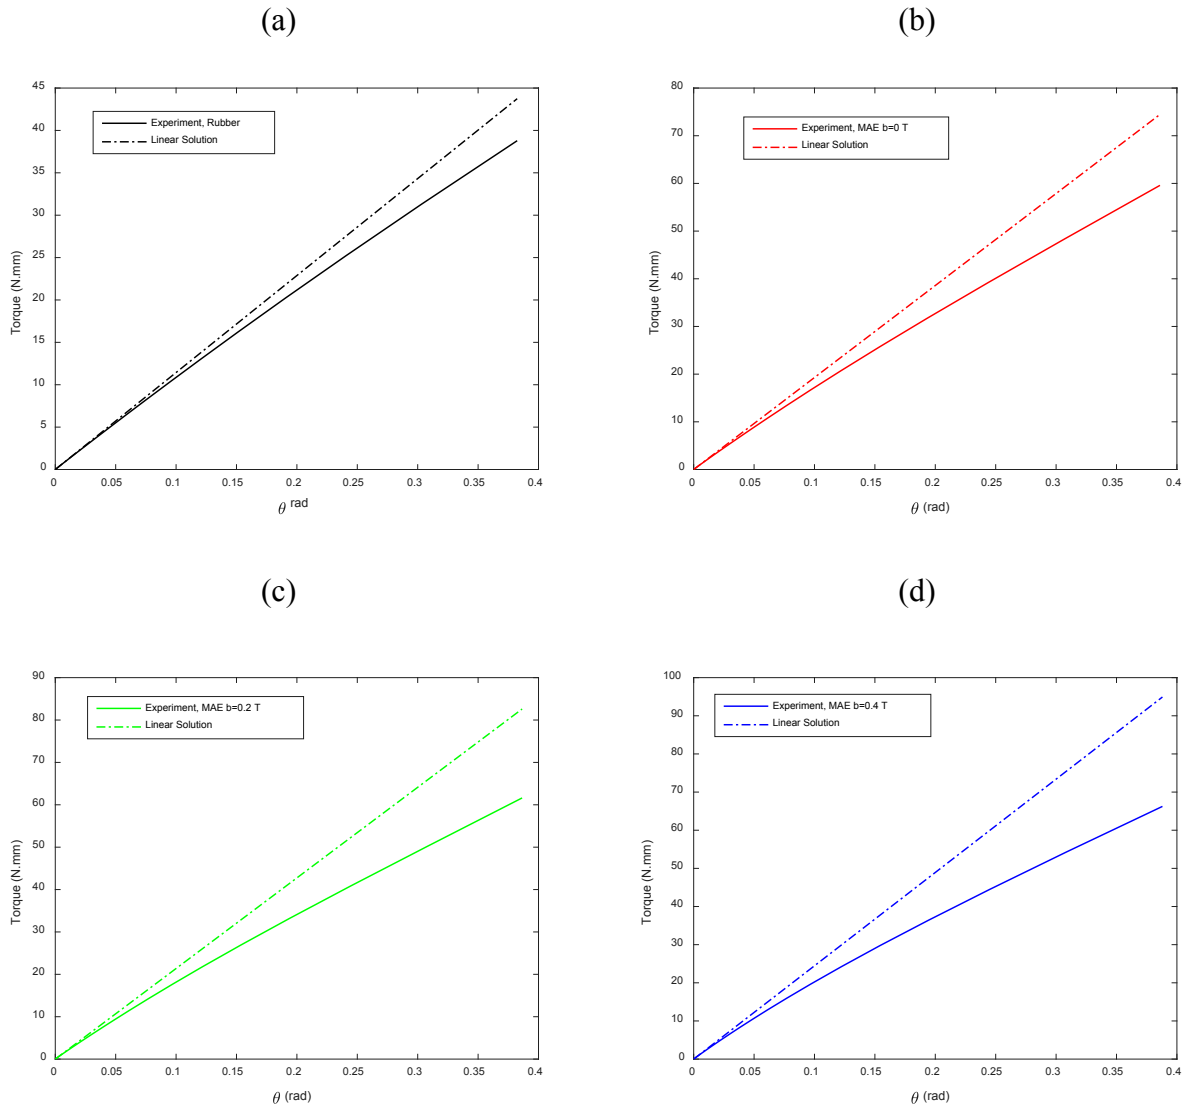 (a)
(b)
45
40
35
30
25
20
15
10
5
0
Torque (N.mm)
Experiment, Rubber
Linear Solution
0 0.05 0.1 0.15 0.2 0.25 0.3 0.35 0.4
θ rad
80
70
60
50
40
30
20
10
0
Torque (N.mm)
Experiment, MAE b=0 T
Linear Solution
0 0.05 0.1 0.15 0.2 0.25 0.3 0.35 0.4
θ (rad)
(c)
(d)
90
80
70
60
50
40
30
20
10
0
Torque (N.mm)
Experiment, MAE b=0.2 T
Linear Solution
0 0.05 0.1 0.15 0.2 0.25 0.3 0.35 0.4
θ (rad)
100
90
80
70
60
50
40
30
20
10
0
Torque (N.mm)
Experiment, MAE b=0.4 T
Linear Solution
0 0.05 0.1 0.15 0.2 0.25 0.3 0.35 0.4
θ (rad)